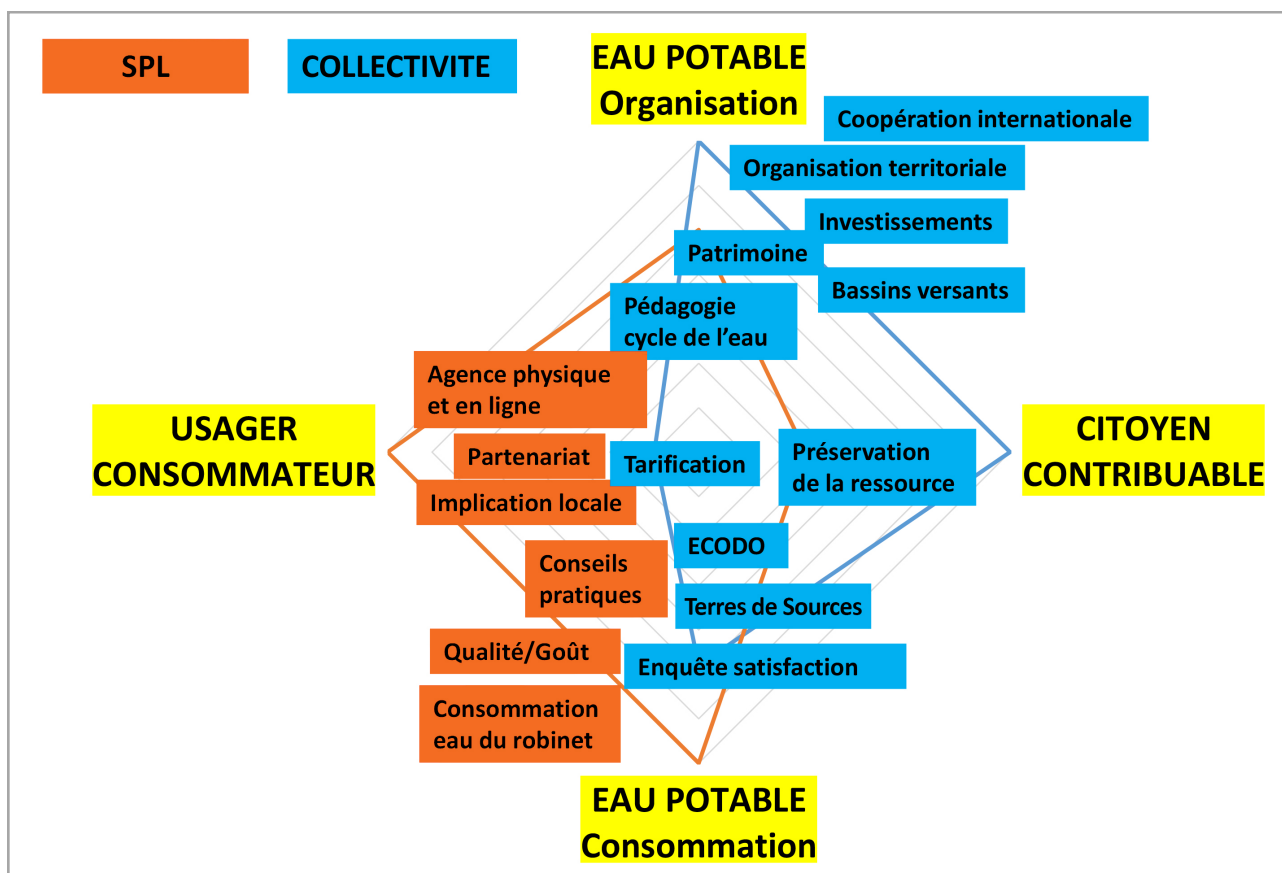 SPL
COLLECTIVITE
EAU POTABLE
Organisation
Coopération internationale
Organisation territoriale
Investissements
Patrimoine
Bassins versants
Pédagogie
cycle de l’eau
Agence physique
et en ligne
USAGER
CONSOMMATEUR
CITOYEN
CONTRIBUABLE
Partenariat
Tarification
Préservation
de la ressource
Implication locale
ECODO
Conseils
pratiques
Terres de Sources
Qualité/Goût
Enquête satisfaction
Consommation
eau du robinet
EAU POTABLE
Consommation